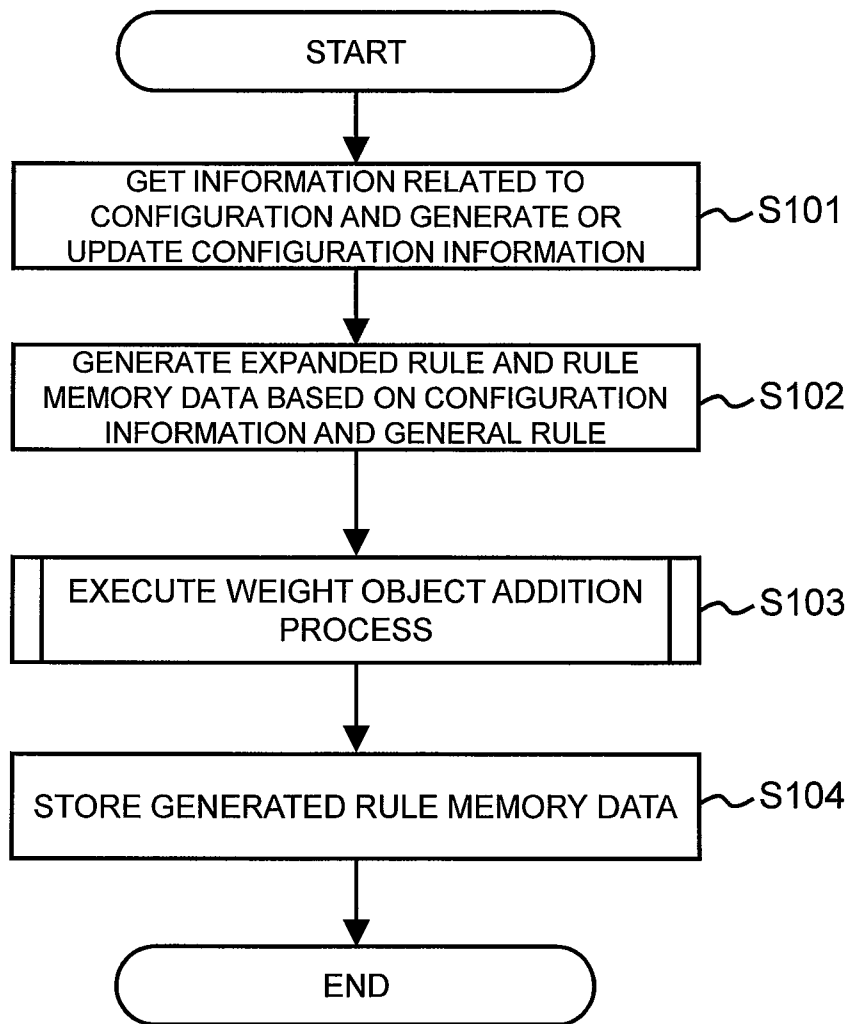 START
GET INFORMATION RELATED TO
CONFIGURATION AND GENERATE OR
UPDATE CONFIGURATION INFORMATION
S101
GENERATE EXPANDED RULE AND RULE
MEMORY DATA BASED ON CONFIGURATION
INFORMATION AND GENERAL RULE
S102
EXECUTE WEIGHT OBJECT ADDITION
PROCESS
S103
STORE GENERATED RULE MEMORY DATA
S104
END